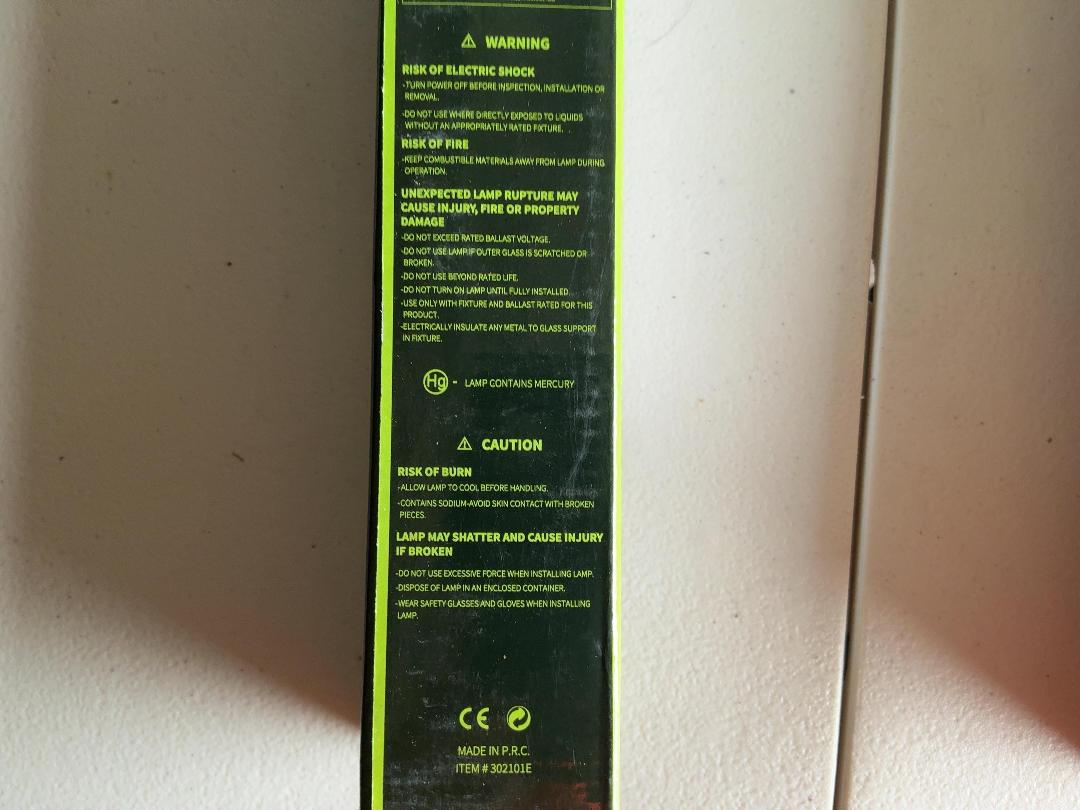 ⚠ WARNING
RISK OF ELECTRIC SHOCK
-TURN POWER OFF BEFORE INSPECTION, INSTALLATION OR
REMOVAL.
-DO NOT USE WHERE DIRECTLY EXPOSED TO LIQUIDS
WITHOUT AN APPROPRIATELY RATED FIXTURE.
RISK OF FIRE
-KEEP COMBUSTIBLE MATERIALS AWAY FROM LAMP DURING
OPERATION.
UNEXPECTED LAMP RUPTURE MAY
CAUSE INJURY, FIRE OR PROPERTY
DAMAGE
-DO NOT EXCEED RATED BALLAST VOLTAGE.
-DO NOT USE LAMP IF OUTER GLASS IS SCRATCHED OR
BROKEN.
-DO NOT USE BEYOND RATED LIFE.
-DO NOT TURN ON LAMP UNTIL FULLY INSTALLED.
-USE ONLY WITH FIXTURE AND BALLAST RATED FOR THIS
PRODUCT.
-ELECTRICALLY INSULATE ANY METAL TO GLASS SUPPORT
IN FIXTURE.
Hg - LAMP CONTAINS MERCURY
⚠ CAUTION
RISK OF BURN
-ALLOW LAMP TO COOL BEFORE HANDLING.
-CONTAINS SODIUM-AVOID SKIN CONTACT WITH BROKEN
PIECES.
LAMP MAY SHATTER AND CAUSE INJURY
IF BROKEN
-DO NOT USE EXCESSIVE FORCE WHEN INSTALLING LAMP.
-DISPOSE OF LAMP IN AN ENCLOSED CONTAINER.
-WEAR SAFETY GLASSES AND GLOVES WHEN INSTALLING
LAMP.
CE
MADE IN P.R.C.
ITEM # 302101E